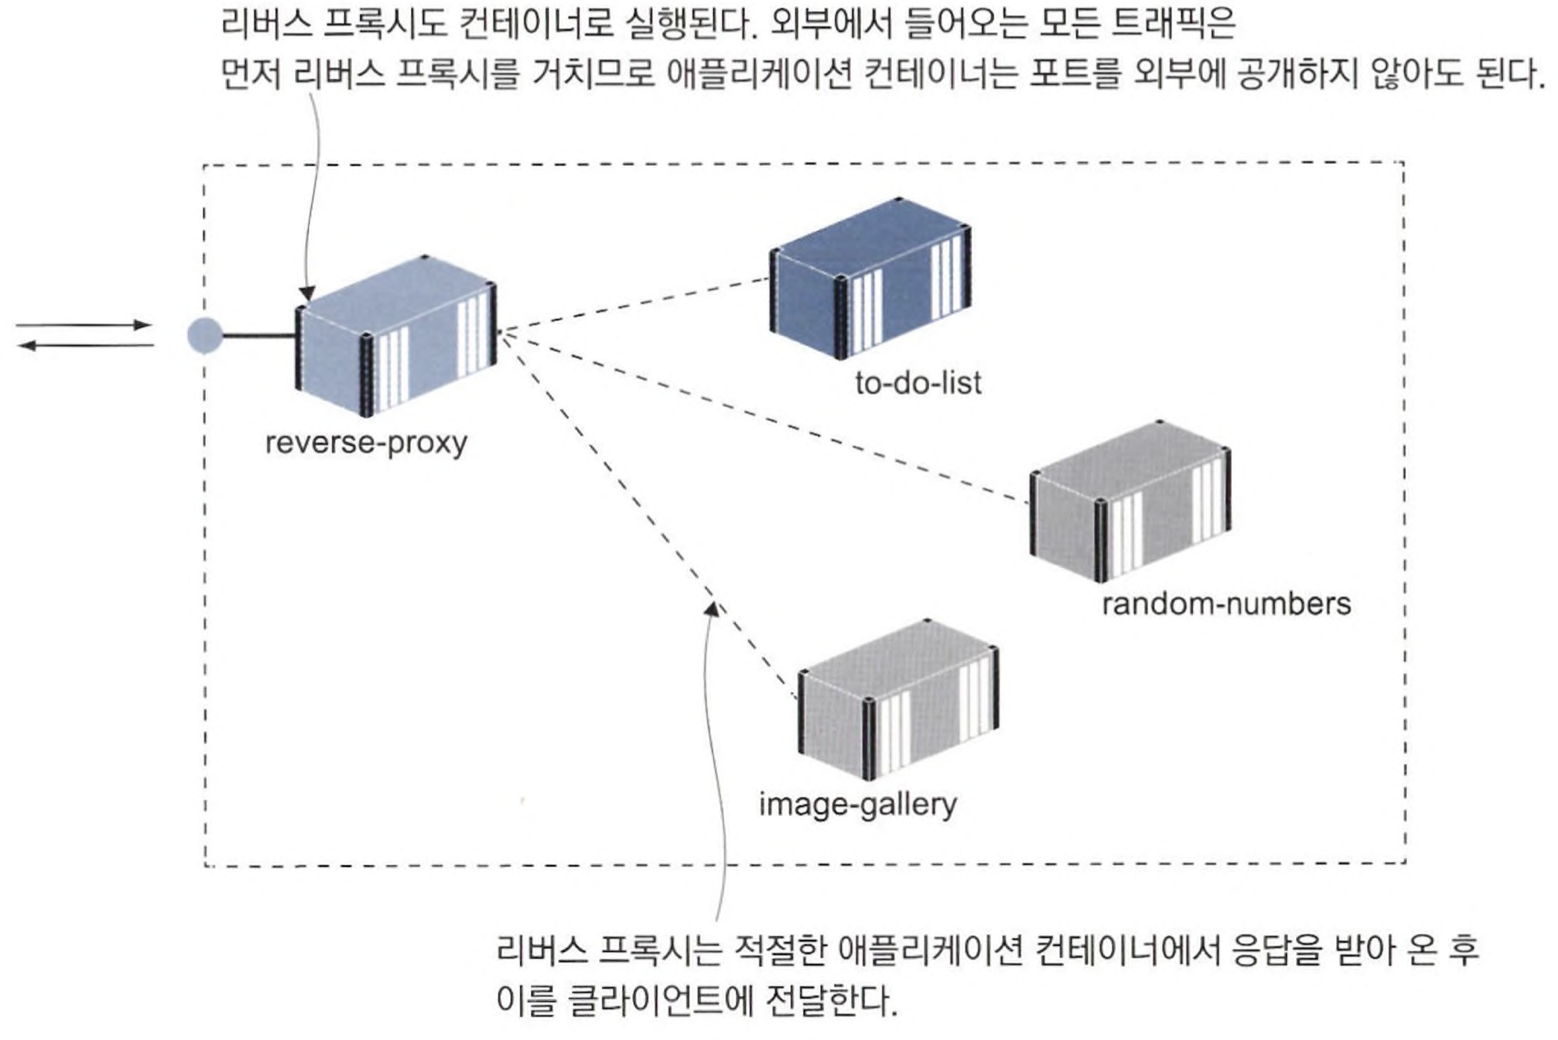 리버스 프록시도 컨테이너로 실행된다. 외부에서 들어오는 모든 트래픽은
먼저 리버스 프록시를 거치므로 애플리케이션 컨테이너는 포트를 외부에 공개하지 않아도 된다.
to-do-list
reverse-proxy
random-numbers
image-gallery
리버스 프록시는 적절한 애플리케이션 컨테이너에서 응답을 받아 온 후
이를 클라이언트에 전달한다.